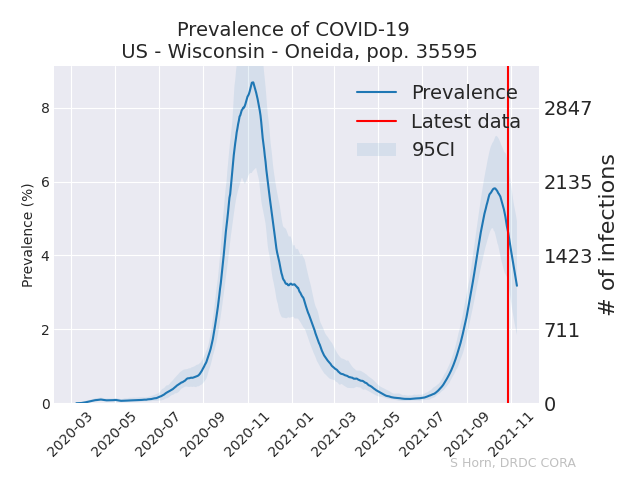 Prevalence of COVID-19
US - Wisconsin - Oneida, pop. 35595
Prevalence
Latest data
95CI
Prevalence (%)
8
6
4
2
0
2847
2135
1423
711
0
# of infections
2020-03
2020-05
2020-07
2020-09
2020-11
2021-01
2021-03
2021-05
2021-07
2021-09
2021-11
S Horn, DRDC CORA